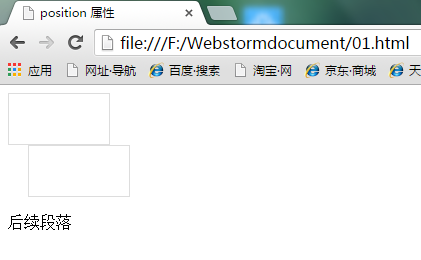 position 属性
file:///F:/Webstormdocument/01.html
应用 网址·导航 百度·搜索 淘宝·网 京东·商城 天
后续段落